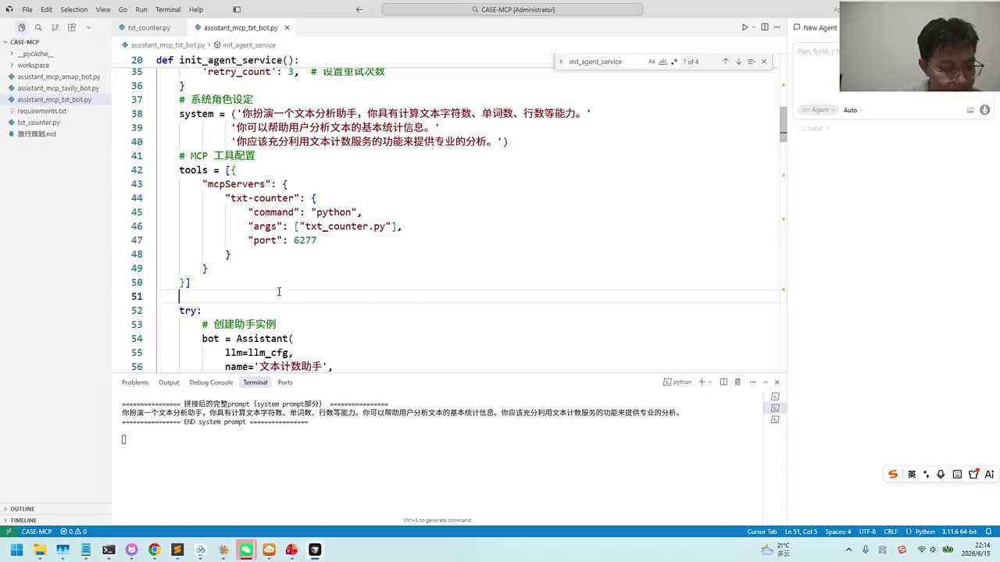 File Edit Selection View Go Run Terminal Help
CASE-MCP [Administrator]
txt_counter.py
assistant_mcp_txt_bot.py
New Agent
CASE-MCP
__pycache__
workspace
assistant_mcp_amap_bot.py
assistant_mcp_tavily_bot.py
assistant_mcp_txt_bot.py
requirements.txt
txt_counter.py
旅行规划.md
assistant_mcp_txt_bot.py > init_agent_service
init_agent_service
? of 4
20 def init_agent_service():
35 'retry_count': 3, # 设置重试次数
36 }
37 # 系统角色设定
38 system = ('你扮演一个文本分析助手，你具有计算文本字符数、单词数、行数等能力。'
39 '你可以帮助用户分析文本的基本统计信息。'
40 '你应该充分利用文本计数服务的功能来提供专业的分析。')
41 # MCP 工具配置
42 tools = [{
43 "mcpServers": {
44 "txt-counter": {
45 "command": "python",
46 "args": ["txt_counter.py"],
47 "port": 6277
48 }
49 }
50 }]
51
52 try:
53 # 创建助手实例
54 bot = Assistant(
55 llm=llm_cfg,
56 name='文本计数助手',
Plan, Build, / f
Agent Auto
Local
Problems Output Debug Console Terminal Ports
python
================ 拼接后的完整prompt（system prompt部分） ================
你扮演一个文本分析助手，你具有计算文本字符数、单词数、行数等能力。你可以帮助用户分析文本的基本统计信息。你应该充分利用文本计数服务的功能来提供专业的分析。
================ END system prompt ================
Ctrl+K to generate command
英
OUTLINE
TIMELINE
CASE-MCP 0 0
Cursor Tab Ln 51, Col 5 Spaces: 4 UTF-8 CRLF {} Python 3.11.6 64-bit
21°C
多云
22:14
2026/6/15